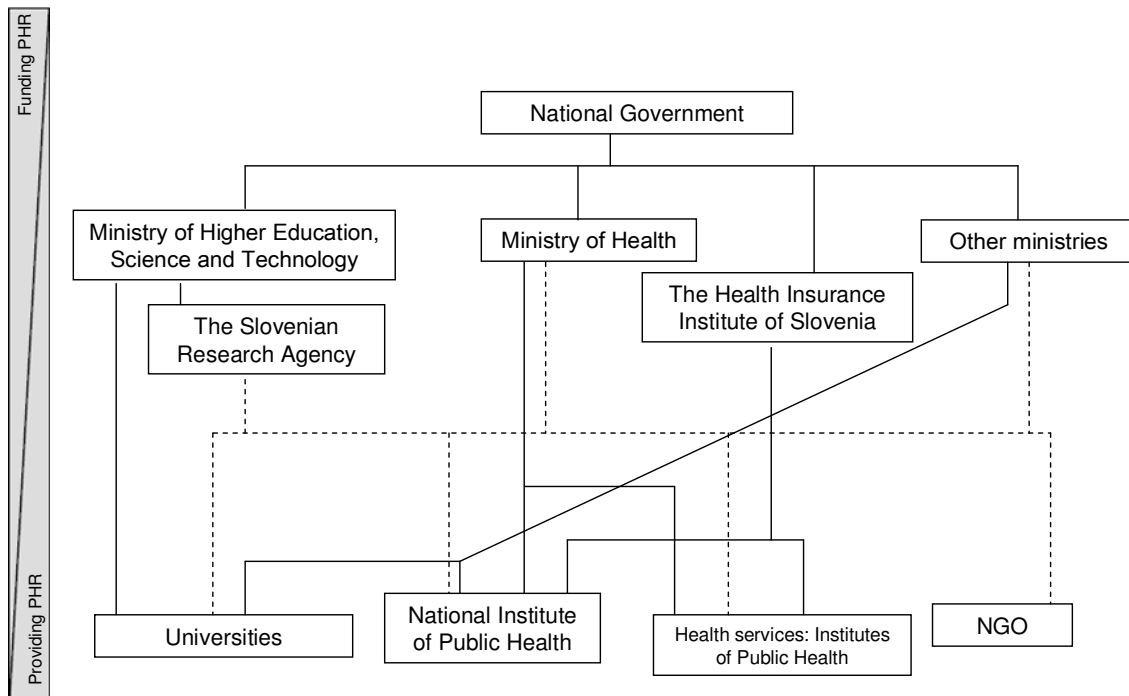 Funding PHR
National Government
Ministry of Higher Education,
Science and Technology
Ministry of Health
Other ministries
The Health Insurance
Institute of Slovenia
The Slovenian
Research Agency
Providing PHR
Universities
National Institute
of Public Health
Health services: Institutes
of Public Health
NGO